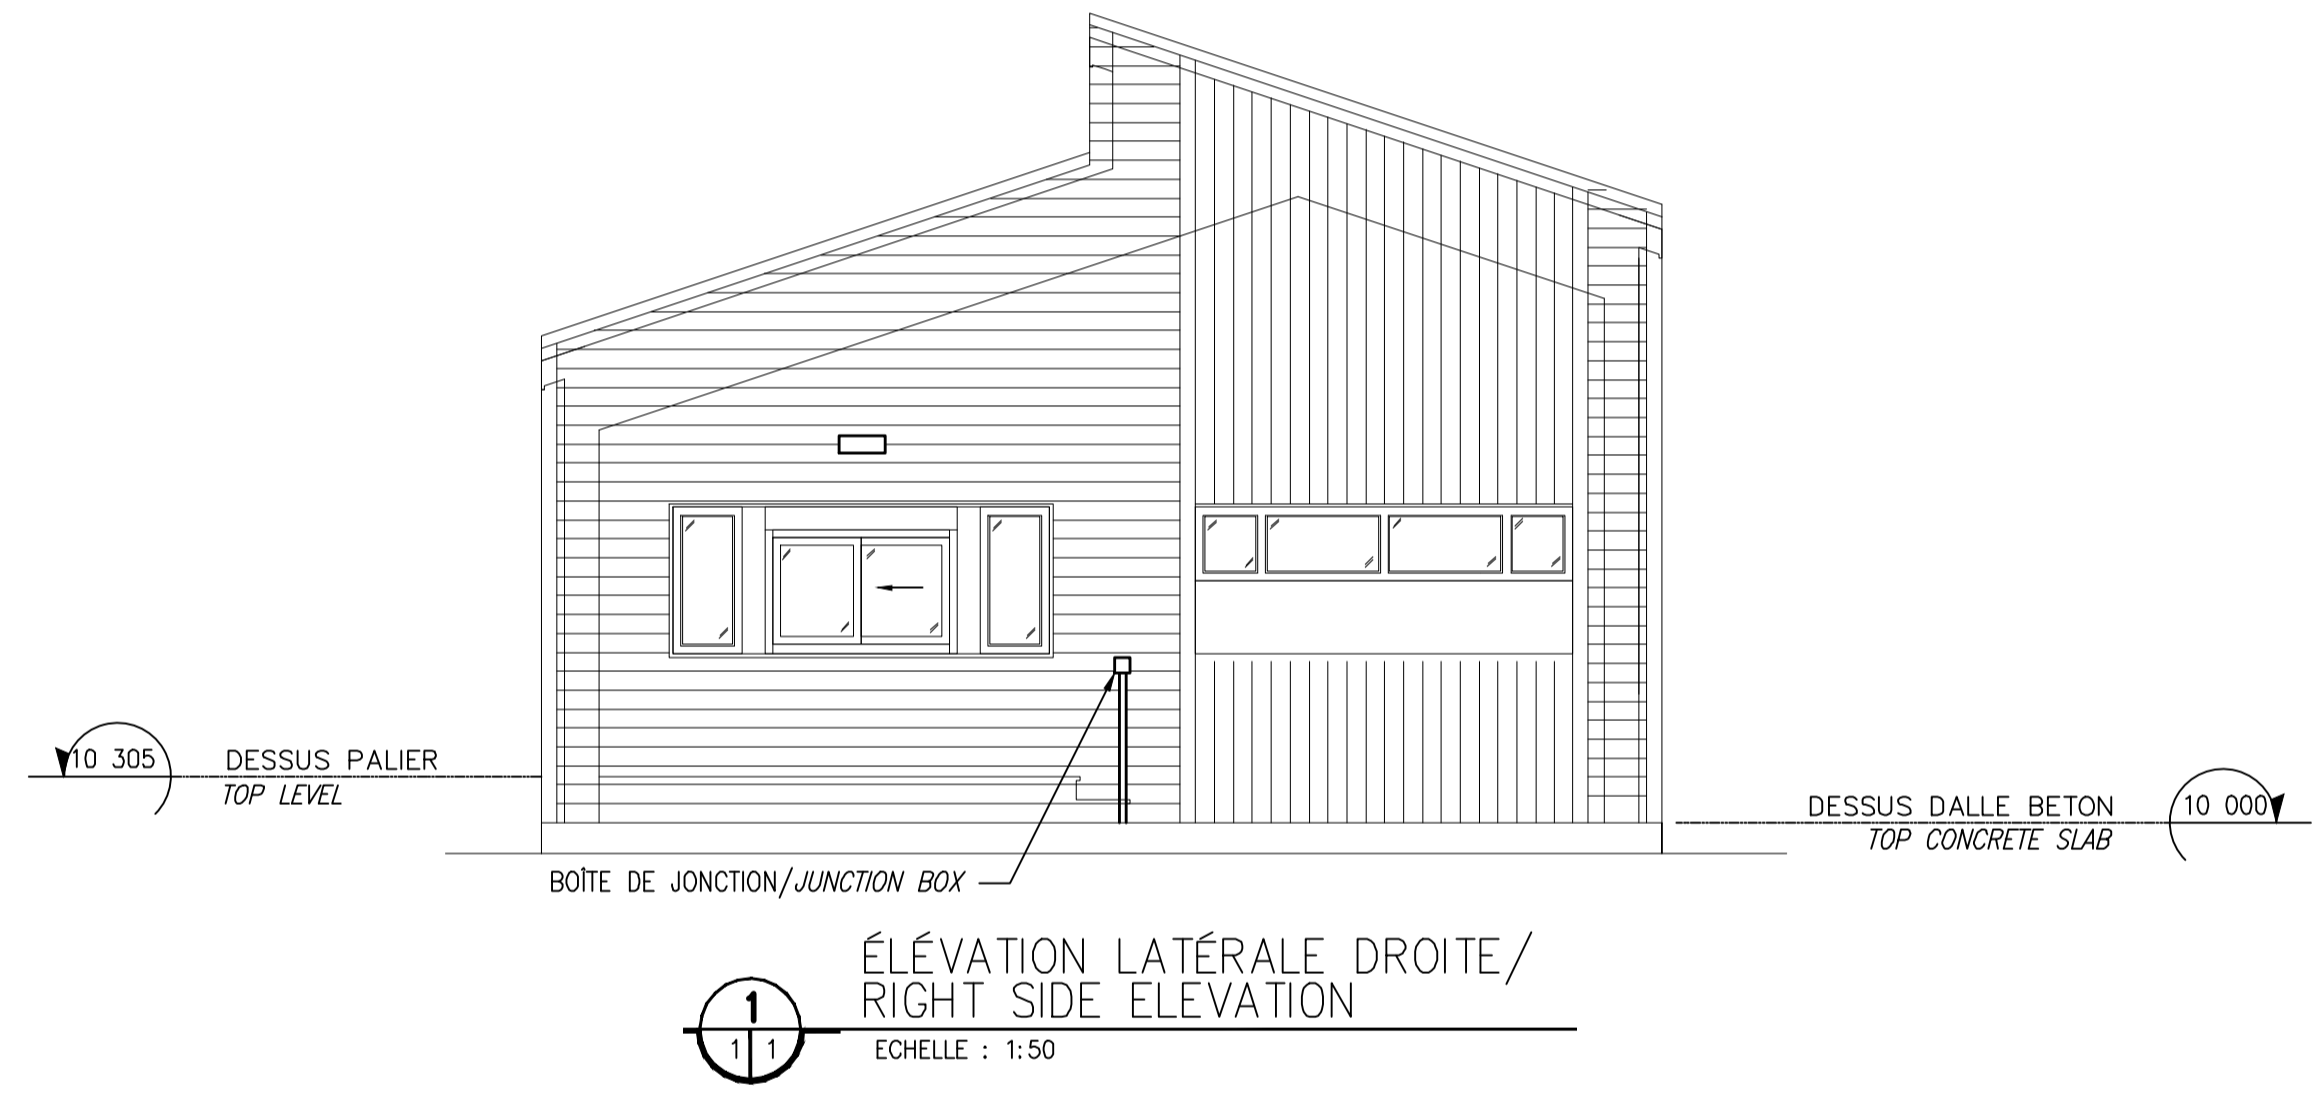 10 305
DESSUS PALIER
TOP LEVEL
DESSUS DALLE BETON
10 000
TOP CONCRETE SLAB
BOÎTE DE JONCTION/JUNCTION BOX
ÉLÉVATION LATÉRALE DROITE/
RIGHT SIDE ELEVATION
1
1 1
ECHELLE : 1:50